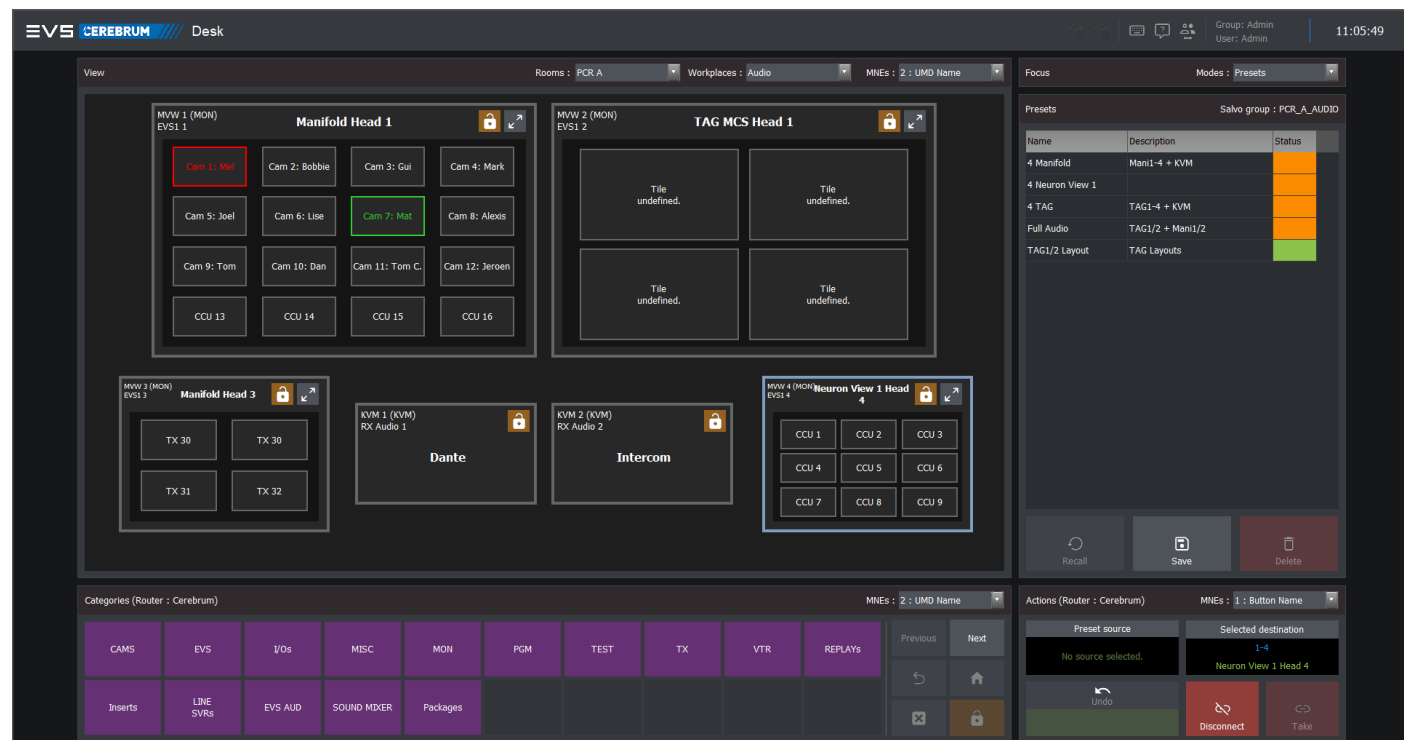 EVS CEREBRUM Desk
Group: Admin
User: Admin
11:05:49
View
Rooms : PCR A
Workplaces : Audio
MNEs : 2 : UMD Name
MVW 1 (MON)
EVS1 1
Manifold Head 1
Cam 1: Mel
Cam 2: Bobbie
Cam 3: Gui
Cam 4: Mark
Cam 5: Joel
Cam 6: Lise
Cam 7: Mat
Cam 8: Alexis
Cam 9: Tom
Cam 10: Dan
Cam 11: Tom C.
Cam 12: Jeroen
CCU 13
CCU 14
CCU 15
CCU 16
MVW 2 (MON)
EVS1 2
TAG MCS Head 1
Tile
undefined.
Tile
undefined.
Tile
undefined.
Tile
undefined.
MVW 3 (MON)
EVS1 3
Manifold Head 3
TX 30
TX 30
TX 31
TX 32
KVM 1 (KVM)
RX Audio 1
Dante
KVM 2 (KVM)
RX Audio 2
Intercom
MVW 4 (MON)
EVS1 4
Neuron View 1 Head
4
CCU 1
CCU 2
CCU 3
CCU 4
CCU 5
CCU 6
CCU 7
CCU 8
CCU 9
Focus
Modes : Presets
Presets
Salvo group : PCR_A_AUDIO
Name Description Status
4 Manifold Mani1-4 + KVM
4 Neuron View 1
4 TAG TAG1-4 + KVM
Full Audio TAG1/2 + Mani1/2
TAG1/2 Layout TAG Layouts
Recall
Save
Delete
Categories (Router : Cerebrum)
MNEs : 2 : UMD Name
CAMS
EVS
I/Os
MISC
MON
PGM
TEST
TX
VTR
REPLAYs
Previous
Next
Inserts
LINE
SVRs
EVS AUD
SOUND MIXER
Packages
Actions (Router : Cerebrum)
MNEs : 1 : Button Name
Preset source
No source selected.
Selected destination
1-4
Neuron View 1 Head 4
Undo
Disconnect
Take